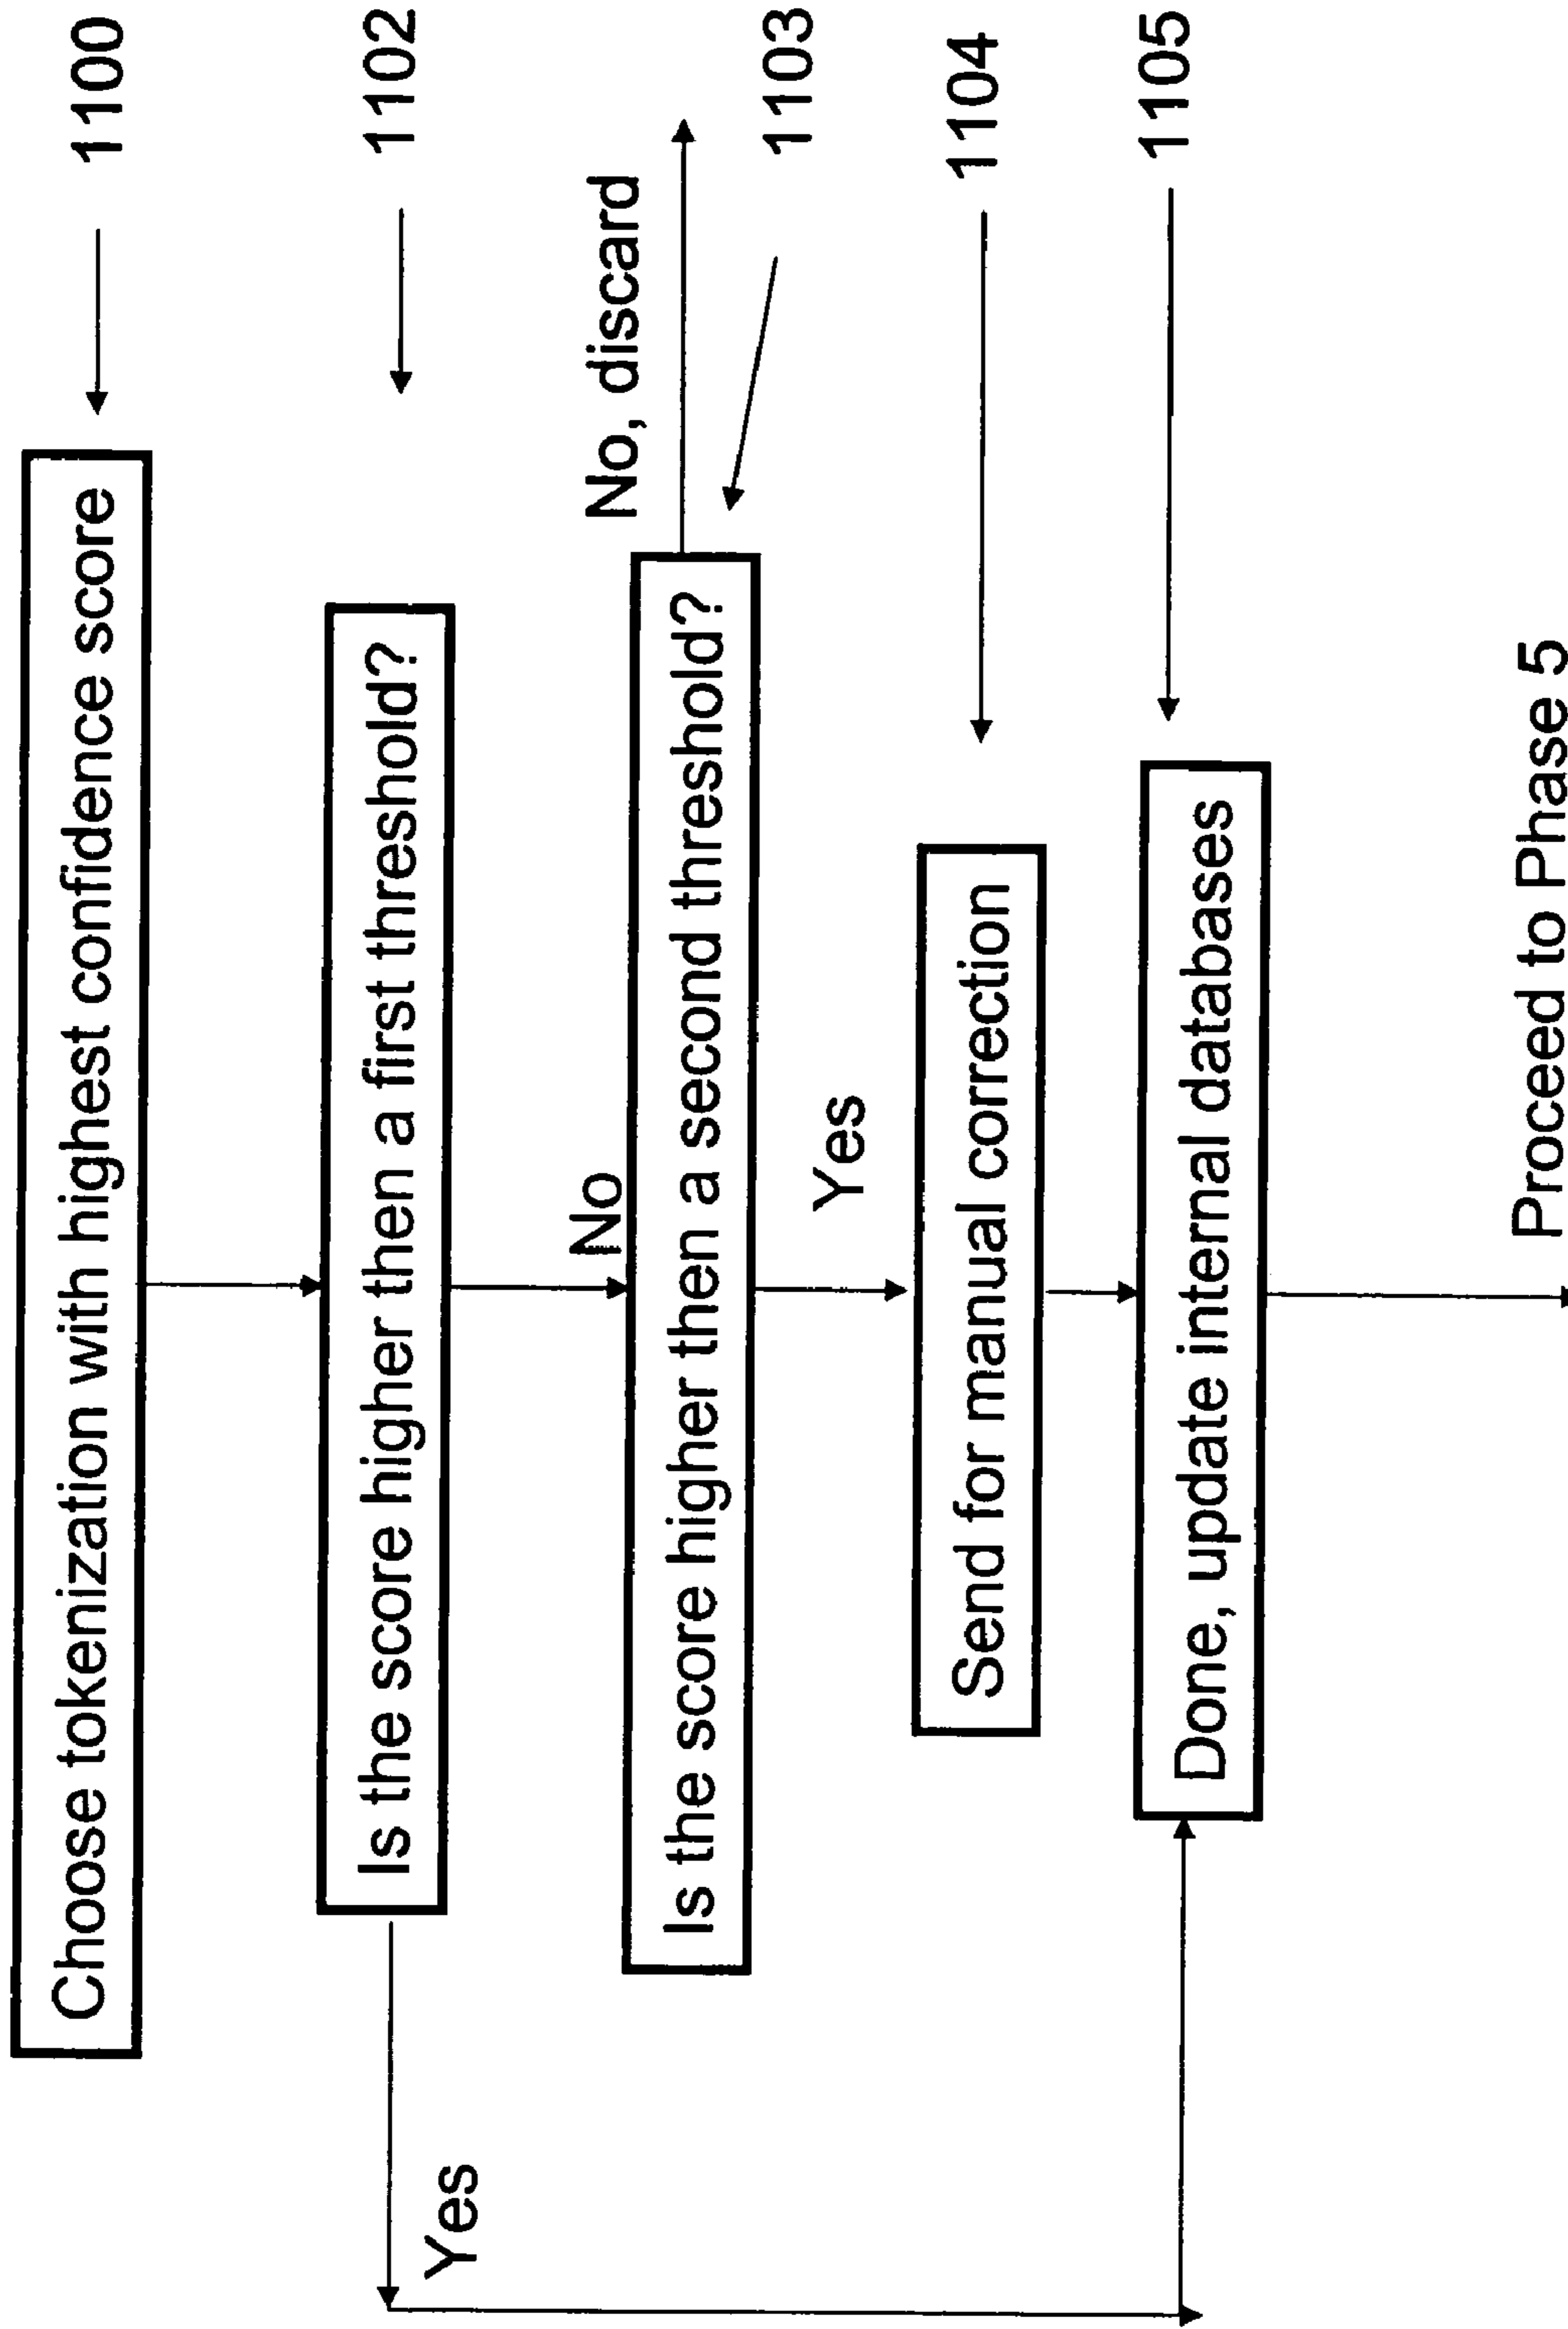 Choose tokenization with highest confidence score
1100
Is the score higher then a first threshold?
1102
Yes
No
No, discard
Is the score higher then a second threshold?
1103
Yes
Send for manual correction
1104
Done, update internal databases
1105
Proceed to Phase 5